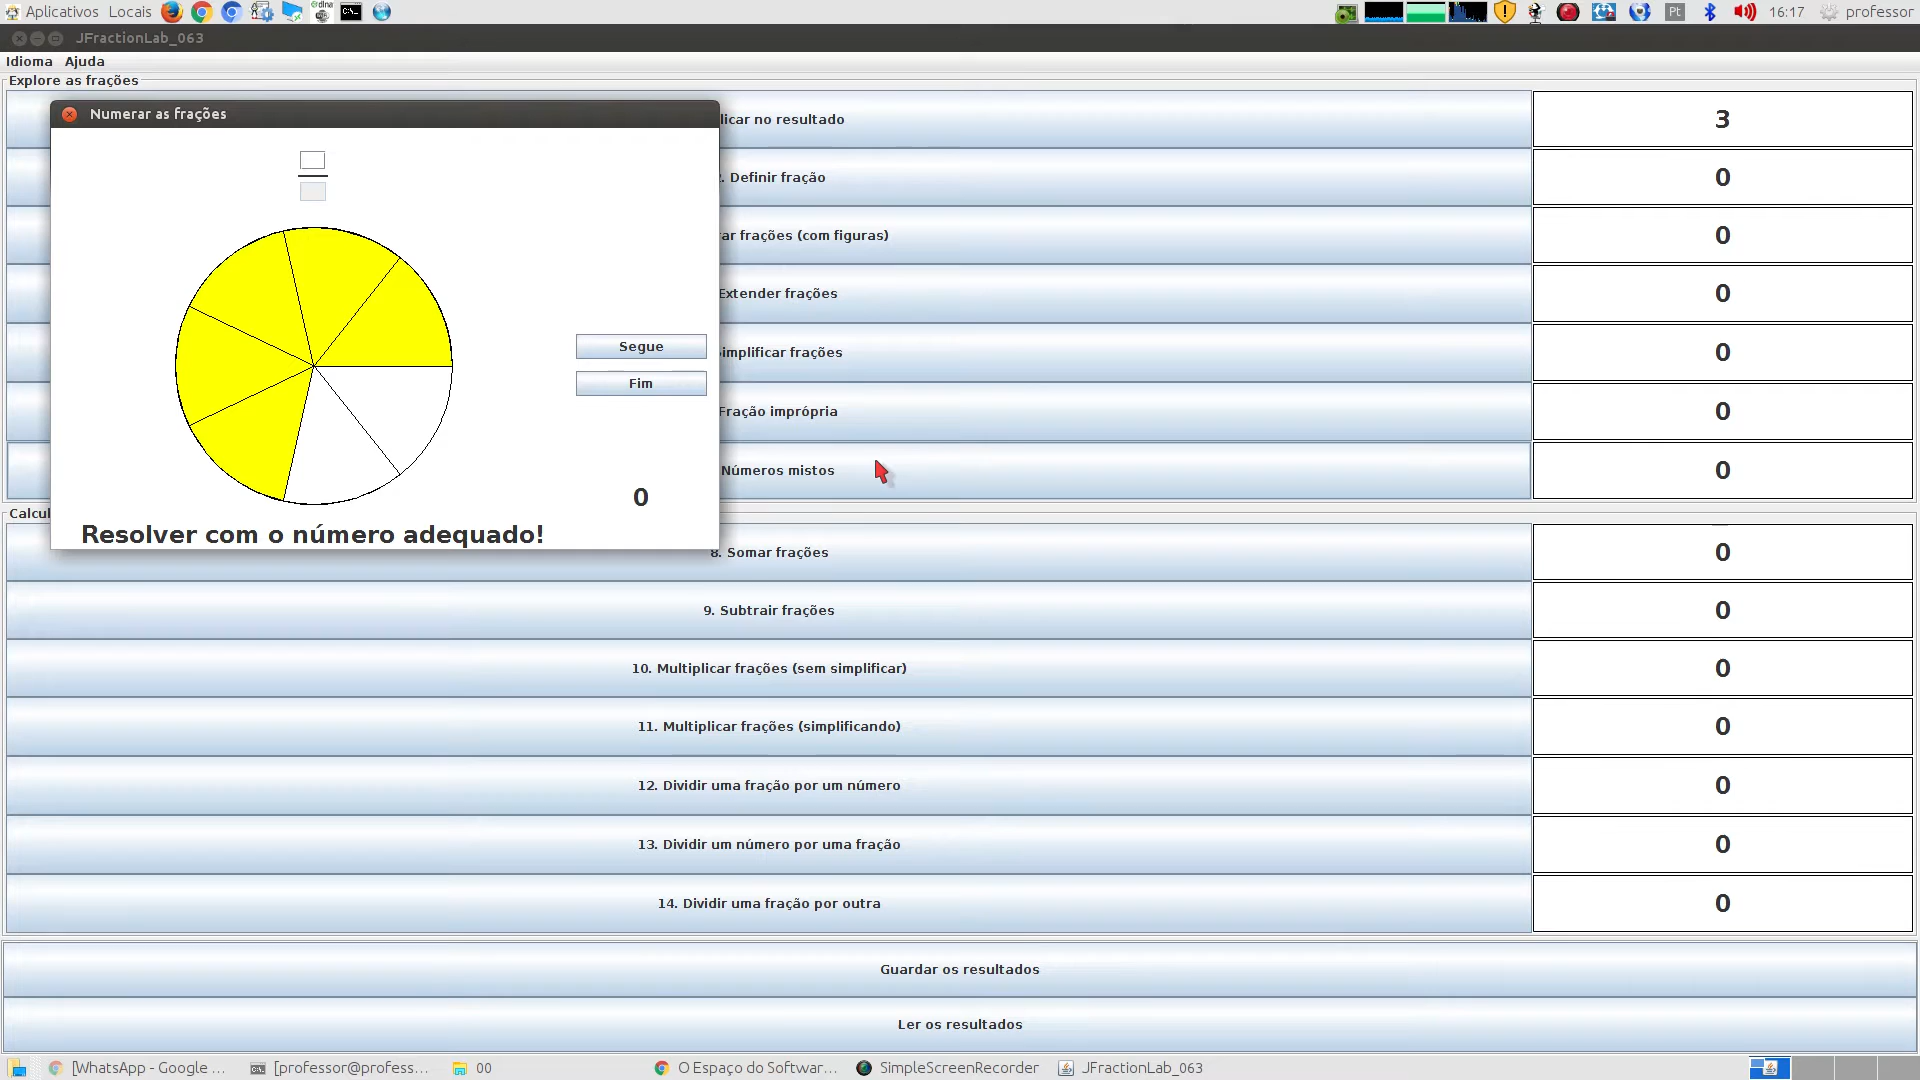 Aplicativos Locais Pt 16:17 professor
JFractionLab_063
Idioma Ajuda
Explore as frações
Numerar as frações
licar no resultado 3
2. Definir fração 0
ar frações (com figuras) 0
Extender frações 0
Segue
implificar frações 0
Fim
Fração imprópria 0
Números mistos 0
0
Calcul
Resolver com o número adequado!
8. Somar frações 0
9. Subtrair frações 0
10. Multiplicar frações (sem simplificar) 0
11. Multiplicar frações (simplificando) 0
12. Dividir uma fração por um número 0
13. Dividir um número por uma fração 0
14. Dividir uma fração por outra 0
Guardar os resultados
Ler os resultados
[WhatsApp - Google ... [professor@profess... 00 O Espaço do Softwar... SimpleScreenRecorder JFractionLab_063